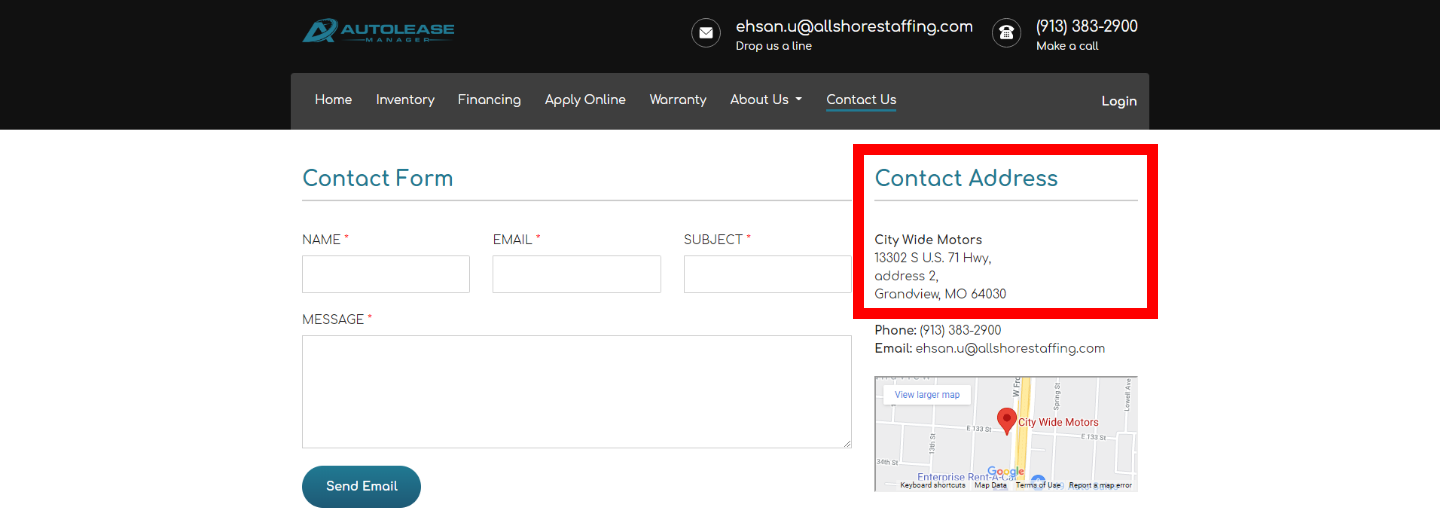 AUTOLEASE
MANAGER
ehsan.u@allshorestaffing.com
Drop us a line
(913) 383-2900
Make a call
Home Inventory Financing Apply Online Warranty About Us Contact Us Login
Contact Form
NAME * EMAIL * SUBJECT *
MESSAGE *
Send Email
Contact Address
City Wide Motors
13302 S U.S. 71 Hwy,
address 2,
Grandview, MO 64030
Phone: (913) 383-2900
Email: ehsan.u@allshorestaffing.com
View larger map
W Fro
Spring St
Lowell Ave
City Wide Motors
E 133 St
E 133 St
13th St
34th St
Google
Enterprise Rent-A-Car
Keyboard shortcuts Map Data Terms of Use Report a map error